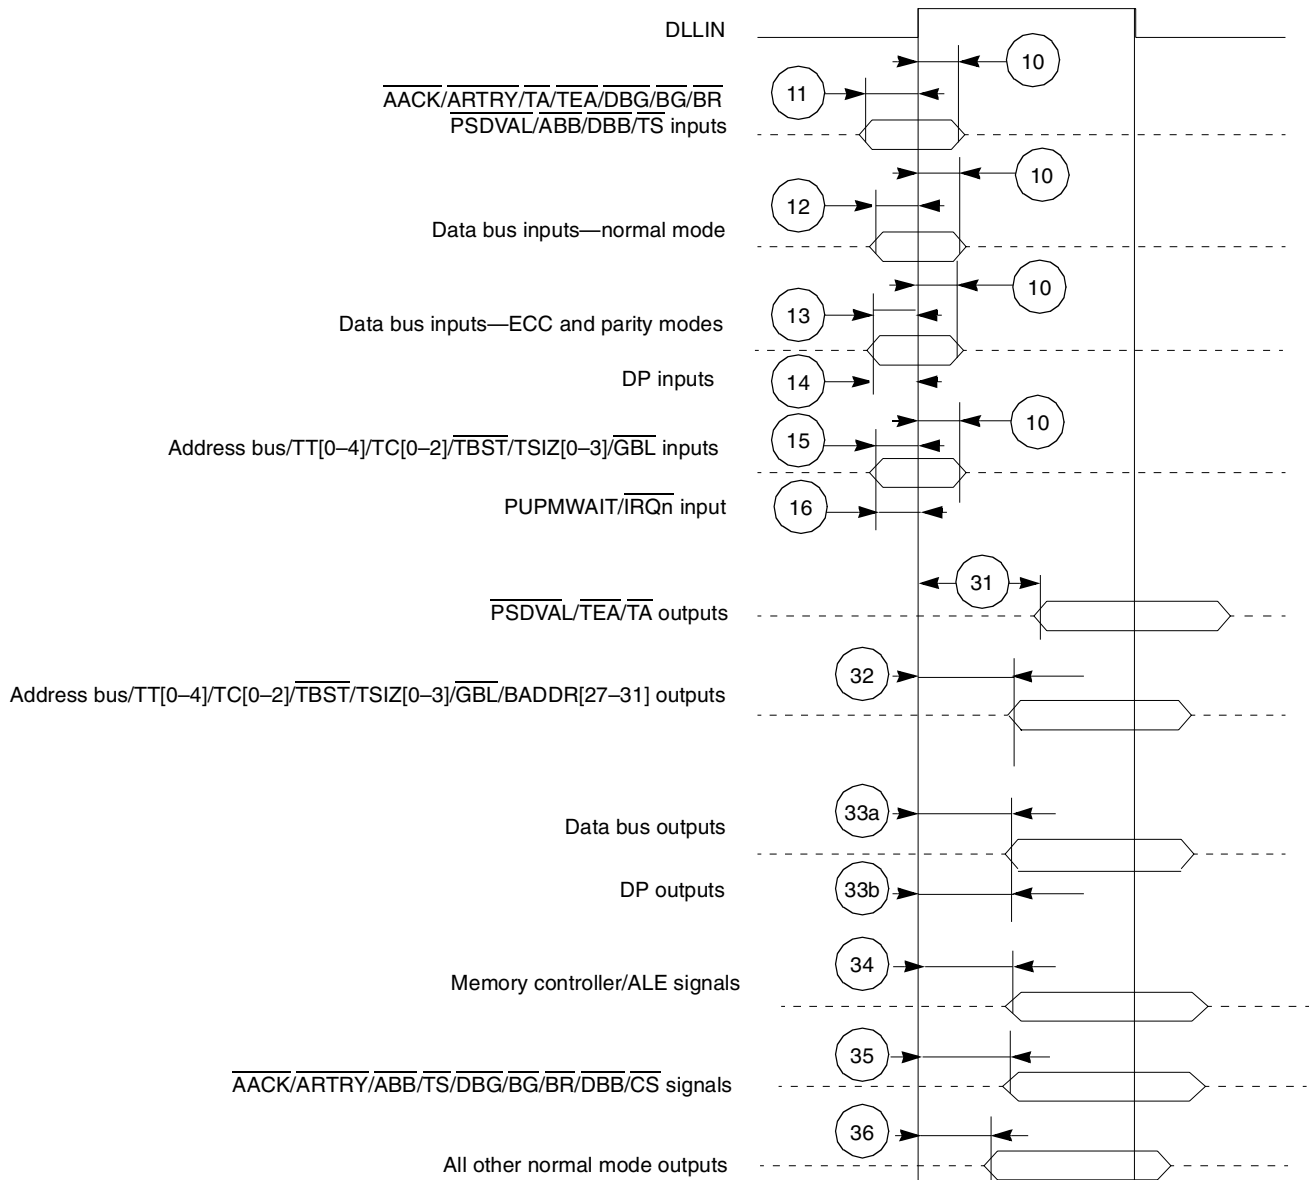 DLLIN
10
11
AACK/ARTRY/TA/TEA/DBG/BG/BR
PSDVAL/ABB/DBB/TS inputs
10
12
Data bus inputs—normal mode
10
13
Data bus inputs—ECC and parity modes
DP inputs
14
10
15
Address bus/TT[0–4]/TC[0–2]/TBST/TSIZ[0–3]/GBL inputs
PUPMWAIT/IRQn input
16
31
PSDVAL/TEA/TA outputs
32
Address bus/TT[0–4]/TC[0–2]/TBST/TSIZ[0–3]/GBL/BADDR[27–31] outputs
33a
Data bus outputs
DP outputs
33b
34
Memory controller/ALE signals
35
AACK/ARTRY/ABB/TS/DBG/BG/BR/DBB/CS signals
36
All other normal mode outputs